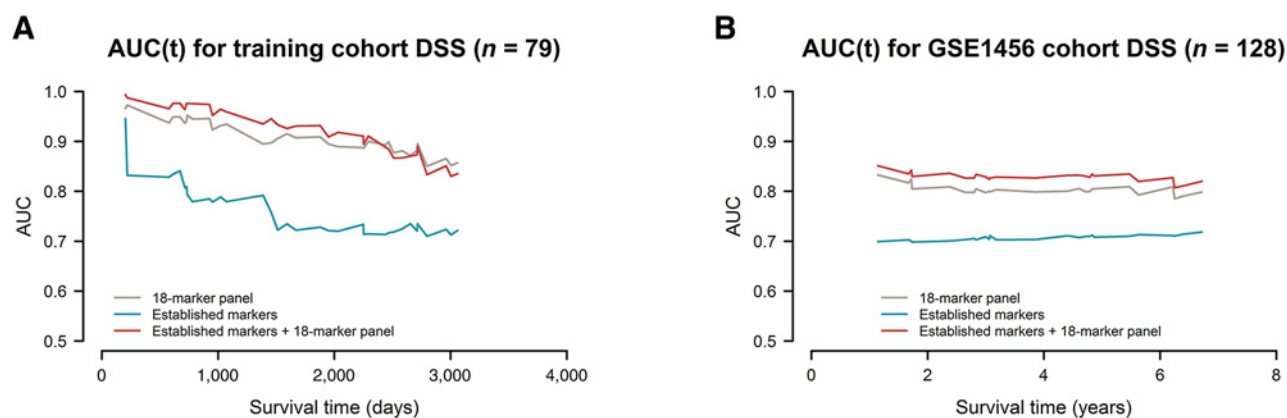 A
AUC(t) for training cohort DSS (n = 79)
1.0
0.9
0.8
0.7
0.6
0.5
AUC
18-marker panel
Established markers
Established markers + 18-marker panel
0
1,000
2,000
3,000
4,000
Survival time (days)
B
AUC(t) for GSE1456 cohort DSS (n = 128)
1.0
0.9
0.8
0.7
0.6
0.5
AUC
18-marker panel
Established markers
Established markers + 18-marker panel
0
2
4
6
8
Survival time (years)